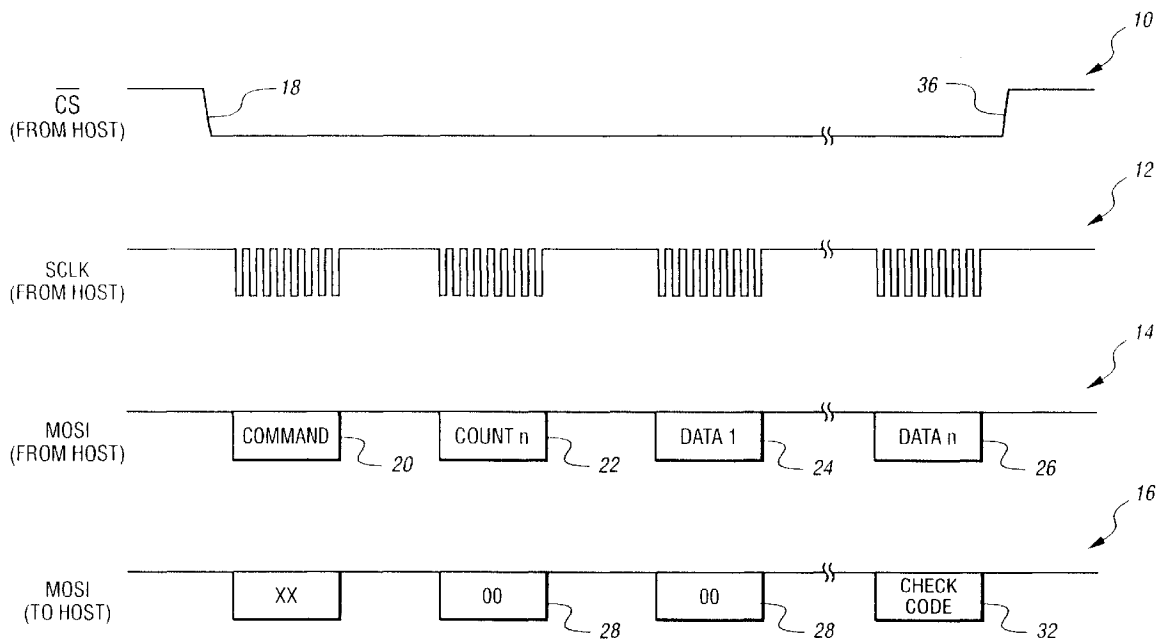 10
18
36
C̅S̅
(FROM HOST)
12
SCLK
(FROM HOST)
14
MOSI
(FROM HOST)
COMMAND
COUNT n
DATA 1
DATA n
20
22
24
26
16
MOSI
(TO HOST)
XX
00
00
CHECK
CODE
28
28
32